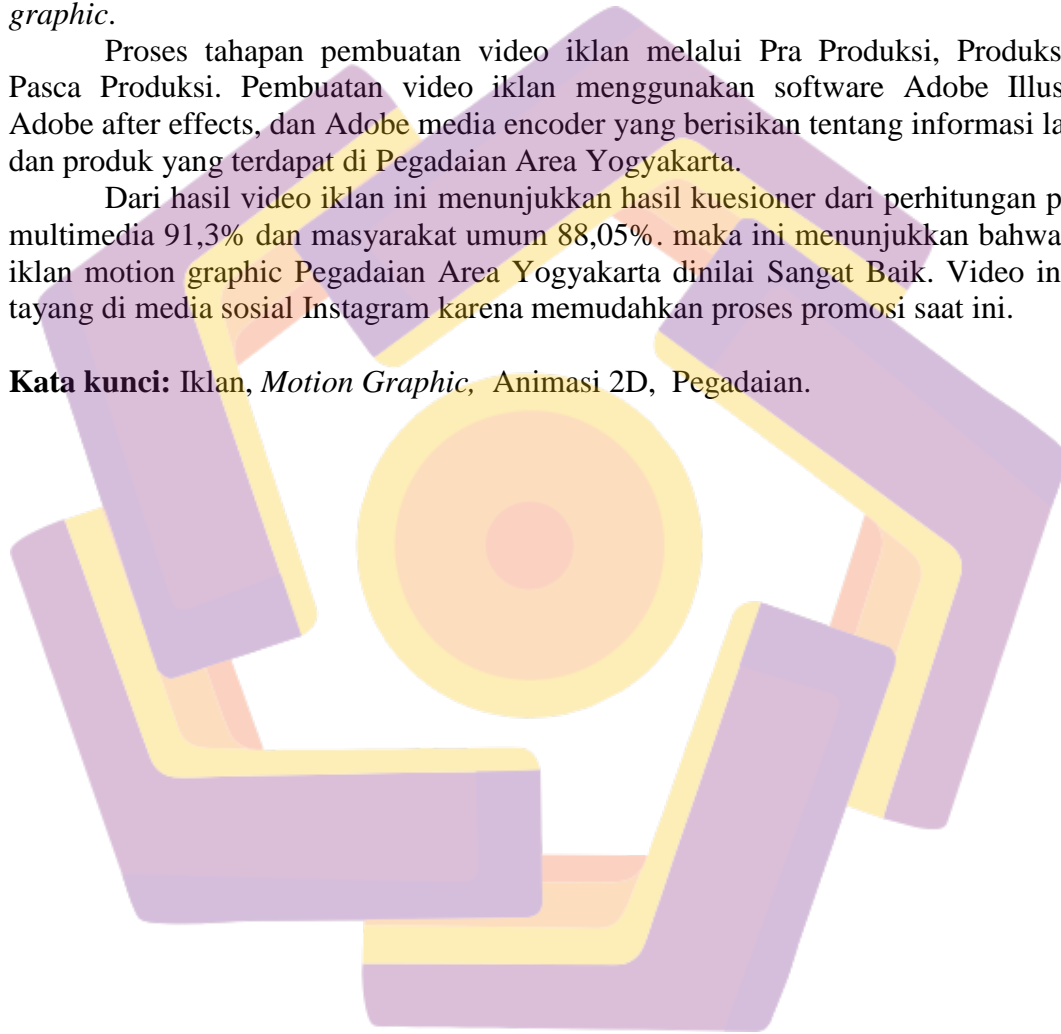 graphic.
Proses tahapan pembuatan video iklan melalui Pra Produksi, Produks
Pasca Produksi. Pembuatan video iklan menggunakan software Adobe Illus
Adobe after effects, dan Adobe media encoder yang berisikan tentang informasi la
dan produk yang terdapat di Pegadaian Area Yogyakarta.
Dari hasil video iklan ini menunjukkan hasil kuesioner dari perhitungan p
multimedia 91,3% dan masyarakat umum 88,05%. maka ini menunjukkan bahwa
iklan motion graphic Pegadaian Area Yogyakarta dinilai Sangat Baik. Video in
tayang di media sosial Instagram karena memudahkan proses promosi saat ini.
Kata kunci: Iklan, Motion Graphic, Animasi 2D, Pegadaian.